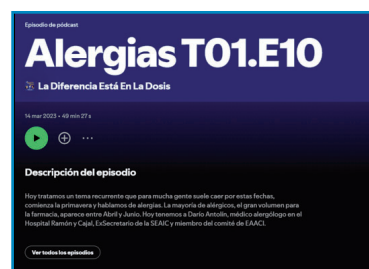 Episodio de pódcast
Alergias T01.E10
La Diferencia Está En La Dosis
14 mar 2023 • 49 min 27 s
Descripción del episodio
Hoy tratamos un tema recurrente que para mucha gente suele caer por estas fechas,
comienza la primavera y hablamos de alergias. La mayoría de alérgicos, el gran volumen para
la farmacia, aparece entre Abril y Junio. Hoy tenemos a Darío Antolín, médico alergólogo en el
Hospital Ramón y Cajal, ExSecretario de la SEAIC y miembro del comité de EAACI.
Ver todos los episodios